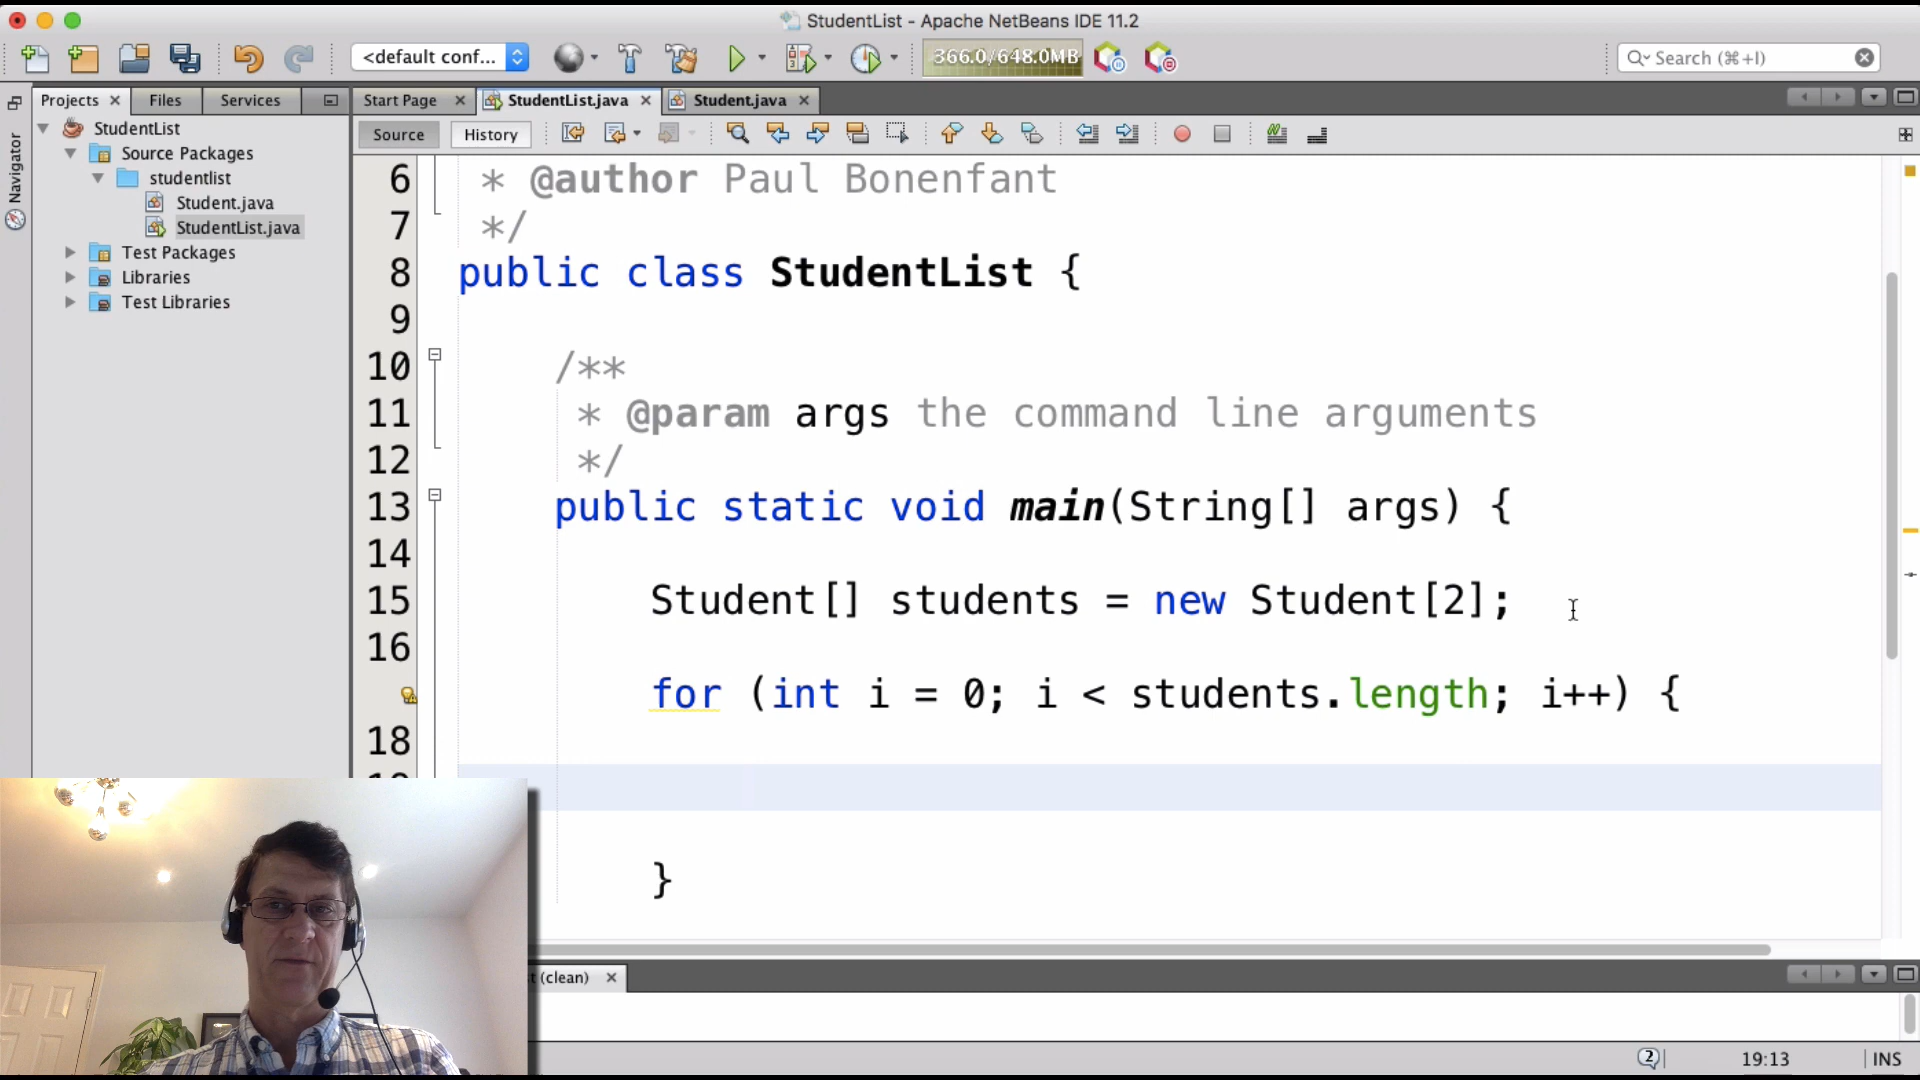 StudentList - Apache NetBeans IDE 11.2
<default conf...
366.0/648.0MB
Search (⌘+I)
Projects
Files
Services
Start Page
StudentList.java
Student.java
Navigator
Source
History
StudentList
Source Packages
studentlist
Student.java
StudentList.java
Test Packages
Libraries
Test Libraries
6 * @author Paul Bonenfant
7 */
8 public class StudentList {
9
10 /**
11 * @param args the command line arguments
12 */
13 public static void main(String[] args) {
14
15 Student[] students = new Student[2];
16
for (int i = 0; i < students.length; i++) {
18
}
(clean)
2
19:13
INS